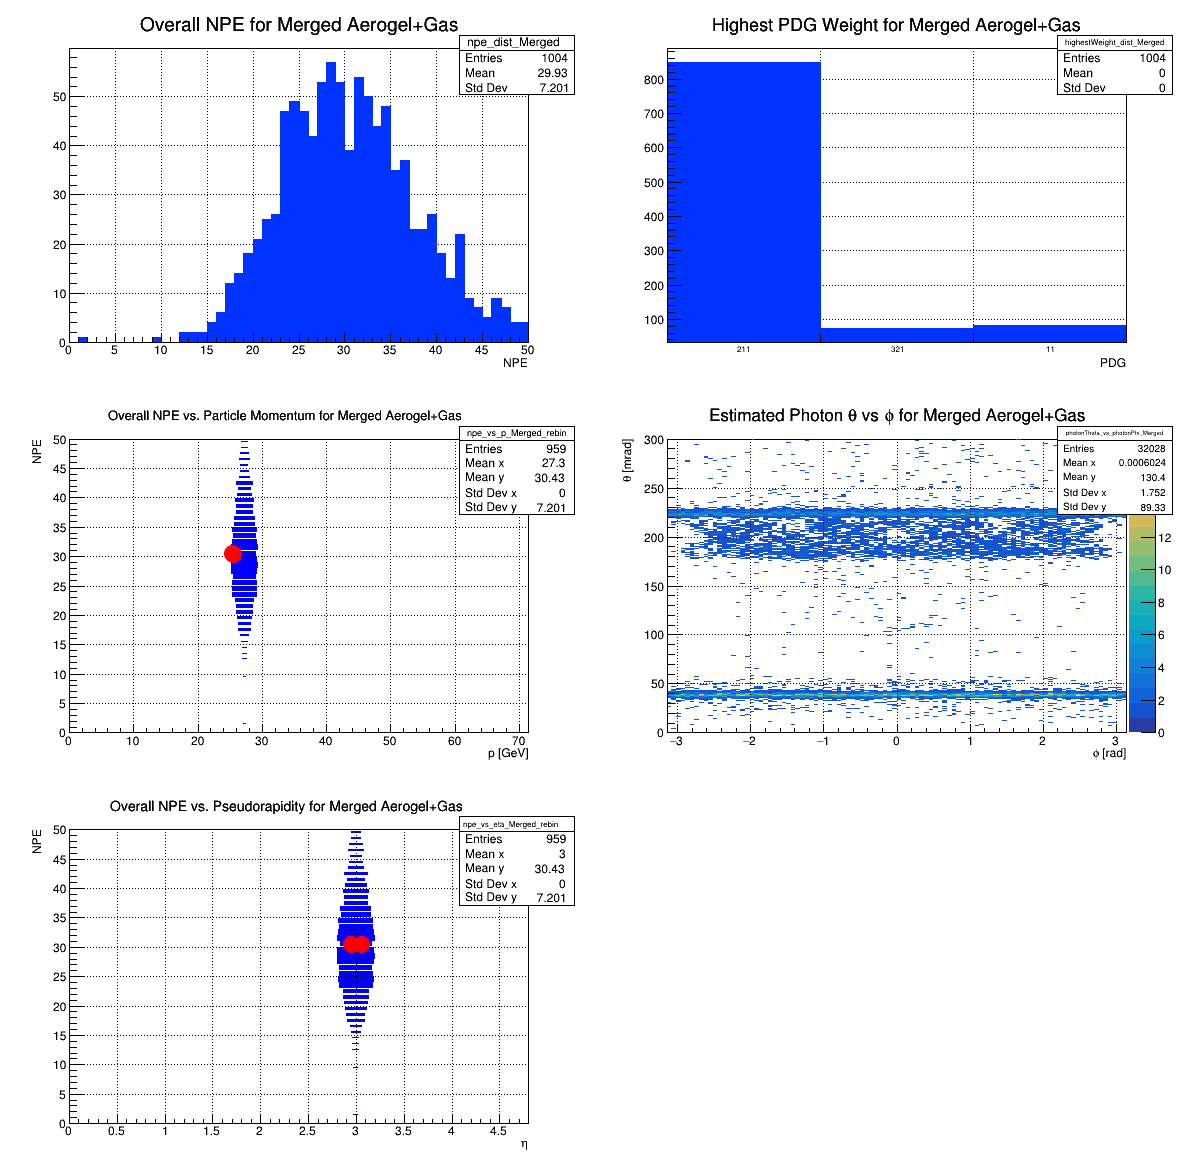 Overall NPE for Merged Aerogel+Gas
npe_dist_Merged
Entries 1004
Mean 29.93
Std Dev 7.201
50
40
30
20
10
0
0 5 10 15 20 25 30 35 40 45 50
NPE
Highest PDG Weight for Merged Aerogel+Gas
highestWeight_dist_Merged
Entries 1004
Mean 0
Std Dev 0
800
700
600
500
400
300
200
100
211 321 11
PDG
Overall NPE vs. Particle Momentum for Merged Aerogel+Gas
npe_vs_p_Merged_rebin
Entries 959
Mean x 27.3
Mean y 30.43
Std Dev x 0
Std Dev y 7.201
NPE
50
45
40
35
30
25
20
15
10
5
0
0 10 20 30 40 50 60 70
p [GeV]
Estimated Photon θ vs ϕ for Merged Aerogel+Gas
photonTheta_vs_photonPhi_Merged
Entries 32028
Mean x 0.0006024
Mean y 130.4
Std Dev x 1.752
Std Dev y 89.33
θ [mrad]
300
250
200
150
100
50
0
−3 −2 −1 0 1 2 3
ϕ [rad]
12
10
8
6
4
2
0
Overall NPE vs. Pseudorapidity for Merged Aerogel+Gas
npe_vs_eta_Merged_rebin
Entries 959
Mean x 3
Mean y 30.43
Std Dev x 0
Std Dev y 7.201
NPE
50
45
40
35
30
25
20
15
10
5
0
0 0.5 1 1.5 2 2.5 3 3.5 4 4.5
η